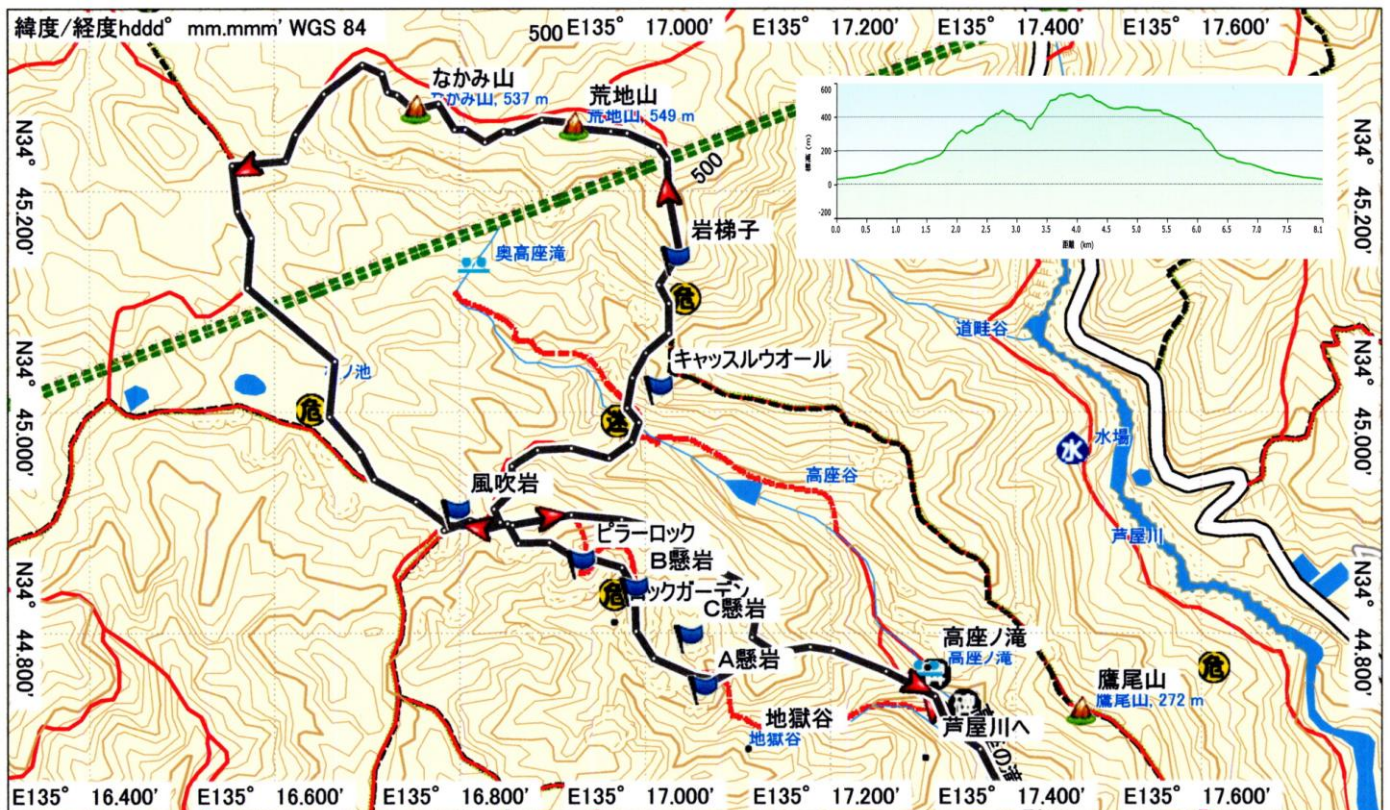 緯度/経度hddd° mm.mmm' WGS 84
500 E135° 17.000' E135° 17.200' E135° 17.400' E135° 17.600'
なかみ山
なかみ山, 537 m
荒地山
荒地山, 549 m
600
400
200
0
-200
標高 (m)
0.0 0.5 1.0 1.5 2.0 2.5 3.0 3.5 4.0 4.5 5.0 5.5 6.0 6.5 7.0 7.5 8.1
距離 (km)
N34°
N34°
500
45.200'
45.200'
岩梯子
奥高座滝
危
道畦谷
N34°
N34°
キャッスルウオール
ノ池
危
迷
45.000'
45.000'
水場
水
高座谷
風吹岩
芦屋川
ピラーロック
B懸岩
N34°
N34°
危
ロックガーデン
C懸岩
高座ノ滝
高座ノ滝
44.800'
44.800'
A懸岩
危
鷹尾山
鷹尾山, 272 m
地獄谷
地獄谷
芦屋川へ
の滝
E135° 16.400' E135° 16.600' E135° 16.800' E135° 17.000' E135° 17.200' E135° 17.400' E135° 17.600'